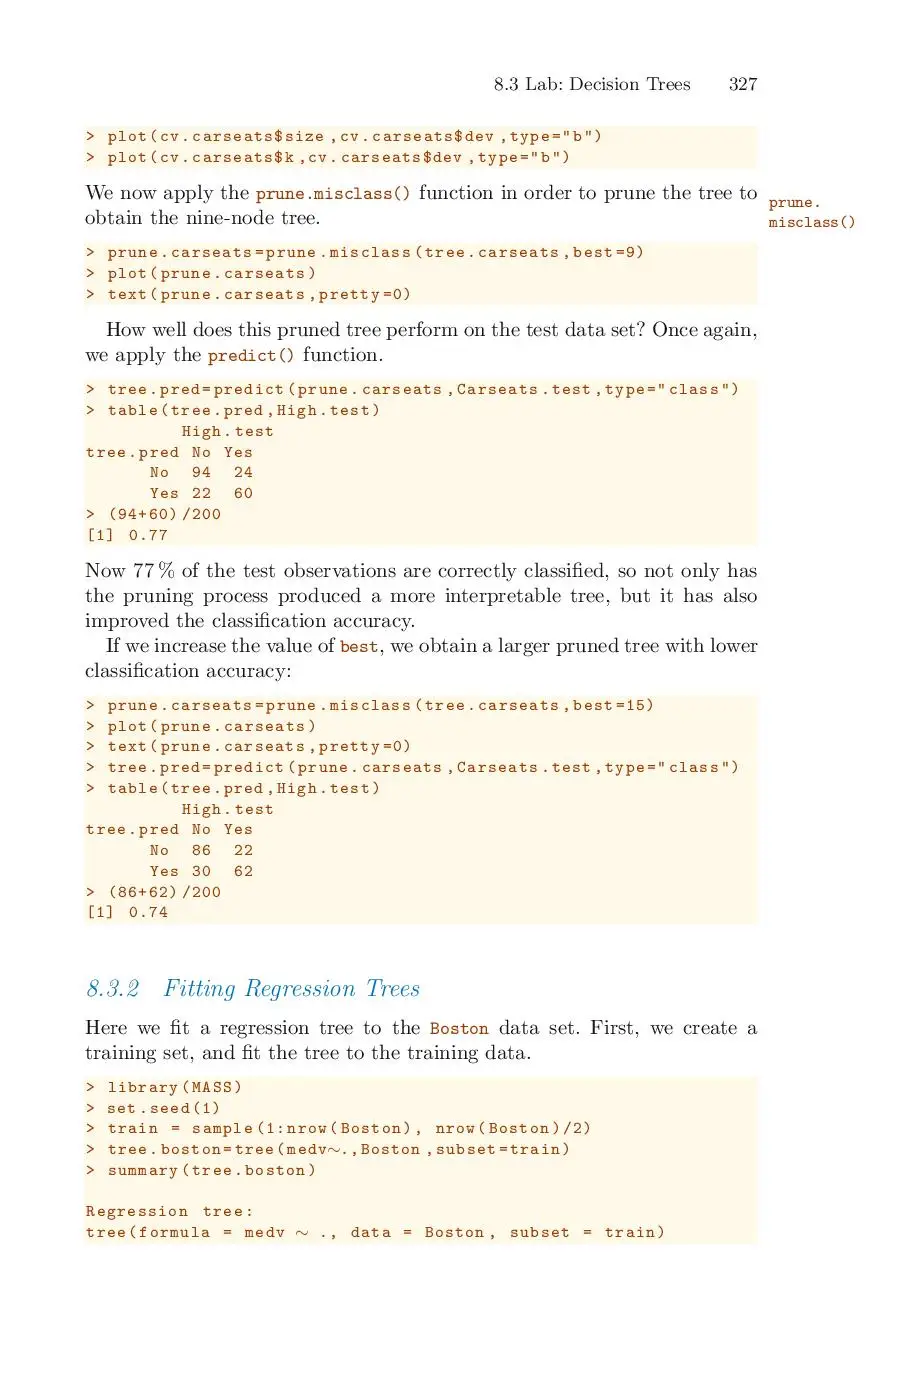 8.3 Lab: Decision Trees 327
> plot(cv.carseats$size,cv.carseats$dev,type="b")
> plot(cv.carseats$k,cv.carseats$dev,type="b")
We now apply the prune.misclass() function in order to prune the tree to
obtain the nine-node tree.
prune.
misclass()
> prune.carseats=prune.misclass(tree.carseats,best=9)
> plot(prune.carseats)
> text(prune.carseats,pretty=0)
How well does this pruned tree perform on the test data set? Once again,
we apply the predict() function.
> tree.pred=predict(prune.carseats,Carseats.test,type="class")
> table(tree.pred,High.test)
High.test
tree.pred No Yes
No 94 24
Yes 22 60
> (94+60)/200
[1] 0.77
Now 77 % of the test observations are correctly classified, so not only has
the pruning process produced a more interpretable tree, but it has also
improved the classification accuracy.
If we increase the value of best, we obtain a larger pruned tree with lower
classification accuracy:
> prune.carseats=prune.misclass(tree.carseats,best=15)
> plot(prune.carseats)
> text(prune.carseats,pretty=0)
> tree.pred=predict(prune.carseats,Carseats.test,type="class")
> table(tree.pred,High.test)
High.test
tree.pred No Yes
No 86 22
Yes 30 62
> (86+62)/200
[1] 0.74
8.3.2 Fitting Regression Trees
Here we fit a regression tree to the Boston data set. First, we create a
training set, and fit the tree to the training data.
> library(MASS)
> set.seed(1)
> train = sample(1:nrow(Boston), nrow(Boston)/2)
> tree.boston=tree(medv∼.,Boston,subset=train)
> summary(tree.boston)
Regression tree:
tree(formula = medv ∼ ., data = Boston, subset = train)